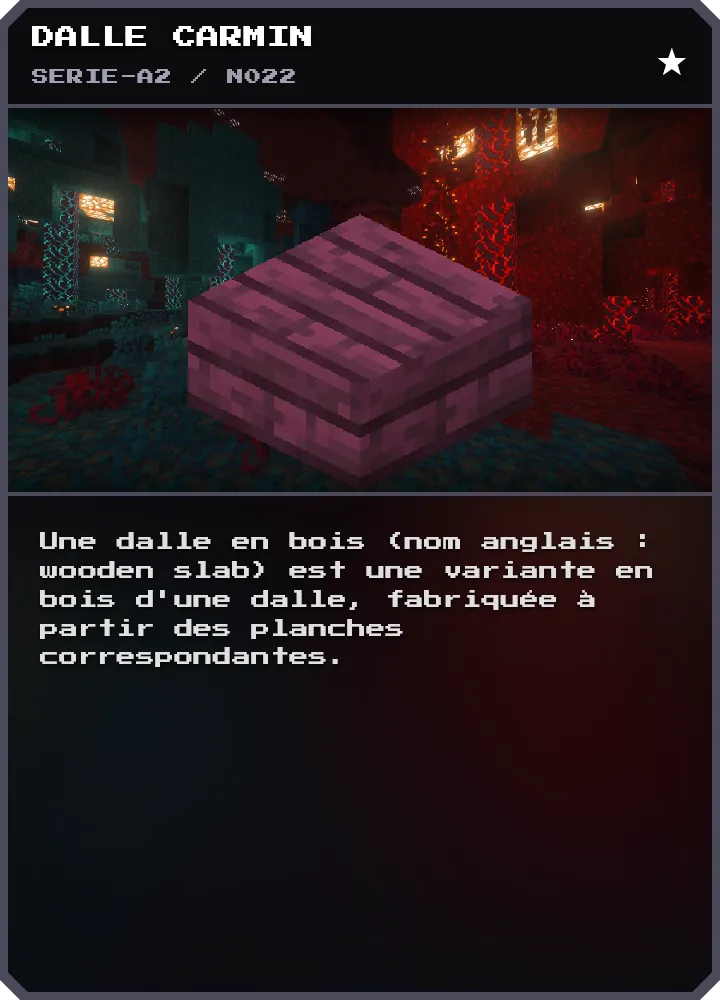 DALLE CARMIN
SERIE-A2 / NO22
Une dalle en bois (nom anglais :
wooden slab) est une variante en
bois d'une dalle, fabriquée à
partir des planches
correspondantes.